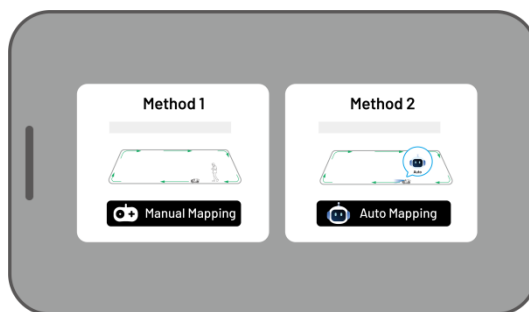 Method 1
Manual Mapping
Method 2
Auto
Auto Mapping